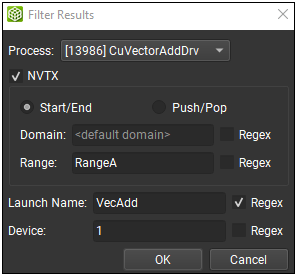 Filter Results
Process: [13986] CuVectorAddDrv
NVTX
Start/End Push/Pop
Domain: <default domain> Regex
Range: RangeA Regex
Launch Name: VecAdd Regex
Device: 1 Regex
OK Cancel